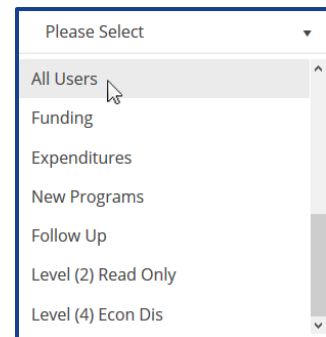 Please Select
All Users
Funding
Expenditures
New Programs
Follow Up
Level (2) Read Only
Level (4) Econ Dis